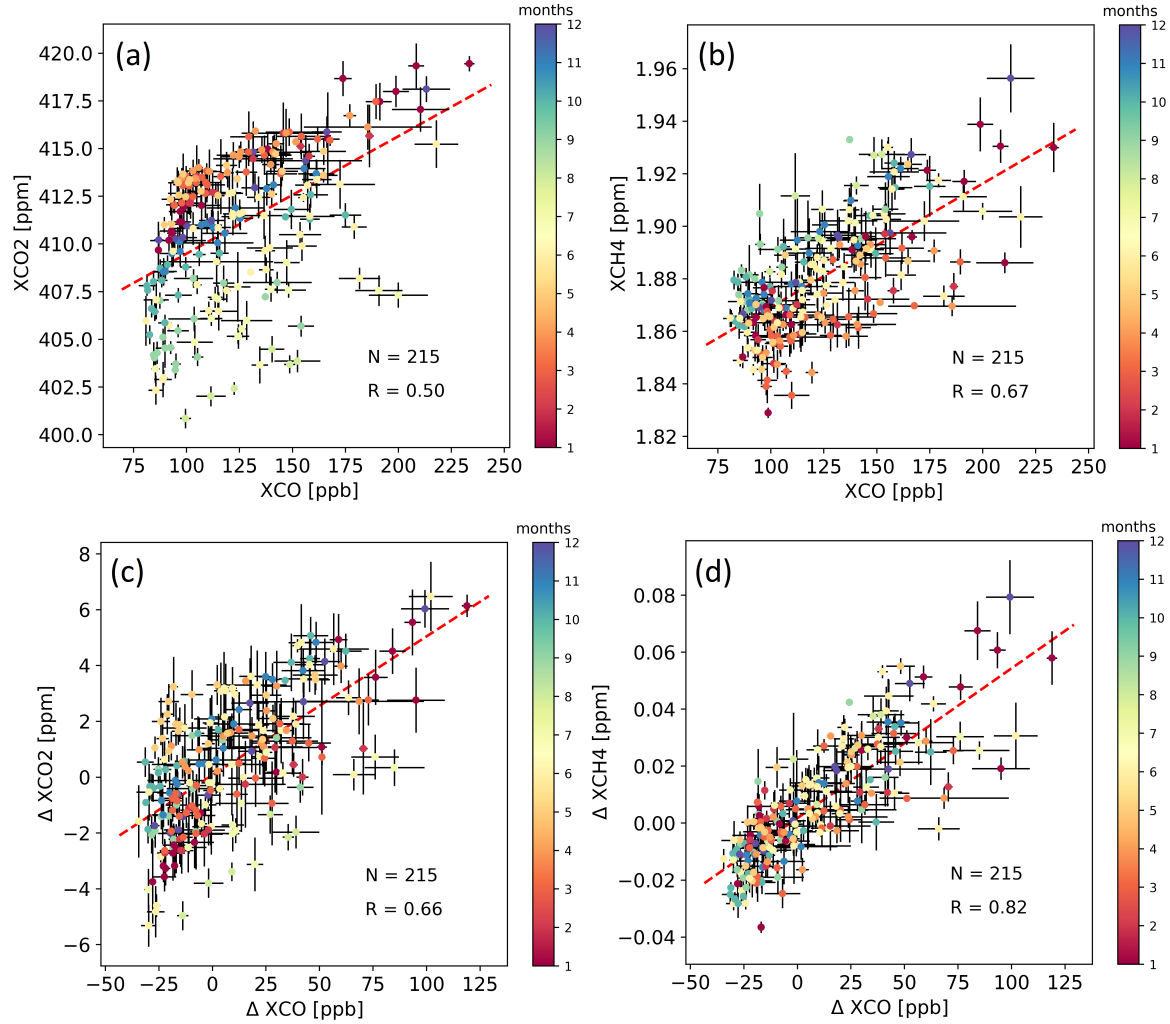 months
(a)
420.0
417.5
415.0
412.5
410.0
407.5
405.0
402.5
400.0
XCO2 [ppm]
N = 215
R = 0.50
75 100 125 150 175 200 225 250
XCO [ppb]
12
11
10
9
8
7
6
5
4
3
2
1
months
(b)
1.96
1.94
1.92
1.90
1.88
1.86
1.84
1.82
XCH4 [ppm]
N = 215
R = 0.67
75 100 125 150 175 200 225 250
XCO [ppb]
12
11
10
9
8
7
6
5
4
3
2
1
months
(c)
8
6
4
2
0
−2
−4
−6
Δ XCO2 [ppm]
N = 215
R = 0.66
−50 −25 0 25 50 75 100 125
Δ XCO [ppb]
12
11
10
9
8
7
6
5
4
3
2
1
months
(d)
0.08
0.06
0.04
0.02
0.00
−0.02
−0.04
Δ XCH4 [ppm]
N = 215
R = 0.82
−50 −25 0 25 50 75 100 125
Δ XCO [ppb]
12
11
10
9
8
7
6
5
4
3
2
1